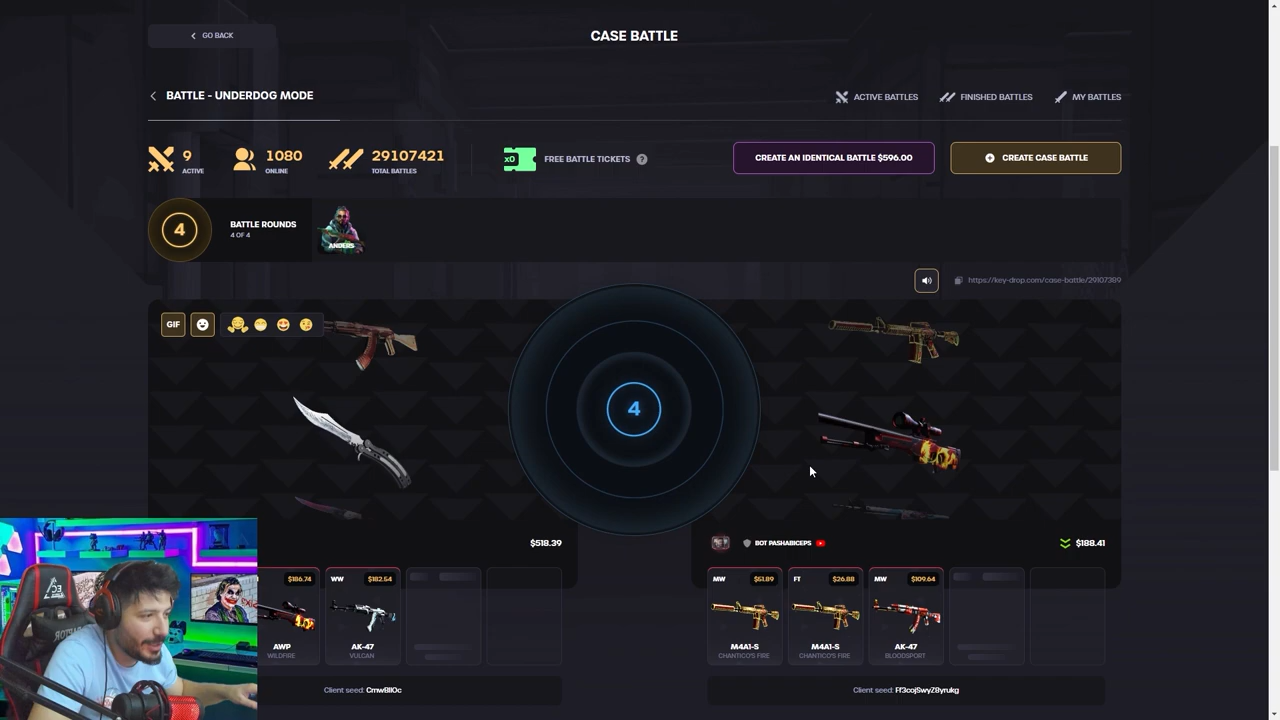 GO BACK
CASE BATTLE
BATTLE - UNDERDOG MODE
ACTIVE BATTLES
FINISHED BATTLES
MY BATTLES
9
ACTIVE
1080
ONLINE
29107421
TOTAL BATTLES
x0
FREE BATTLE TICKETS ?
CREATE AN IDENTICAL BATTLE $596.00
CREATE CASE BATTLE
4
BATTLE ROUNDS
4 OF 4
ANDERS
https://key-drop.com/case-battle/29107389
GIF
4
$518.39
BOT PASHABICEPS
$188.41
$186.74
WW
$182.54
MW
$51.89
FT
$26.88
MW
$109.64
AWP
WILDFIRE
AK-47
VULCAN
M4A1-S
CHANTICO'S FIRE
M4A1-S
CHANTICO'S FIRE
AK-47
BLOODSPORT
Client seed:
Client seed: